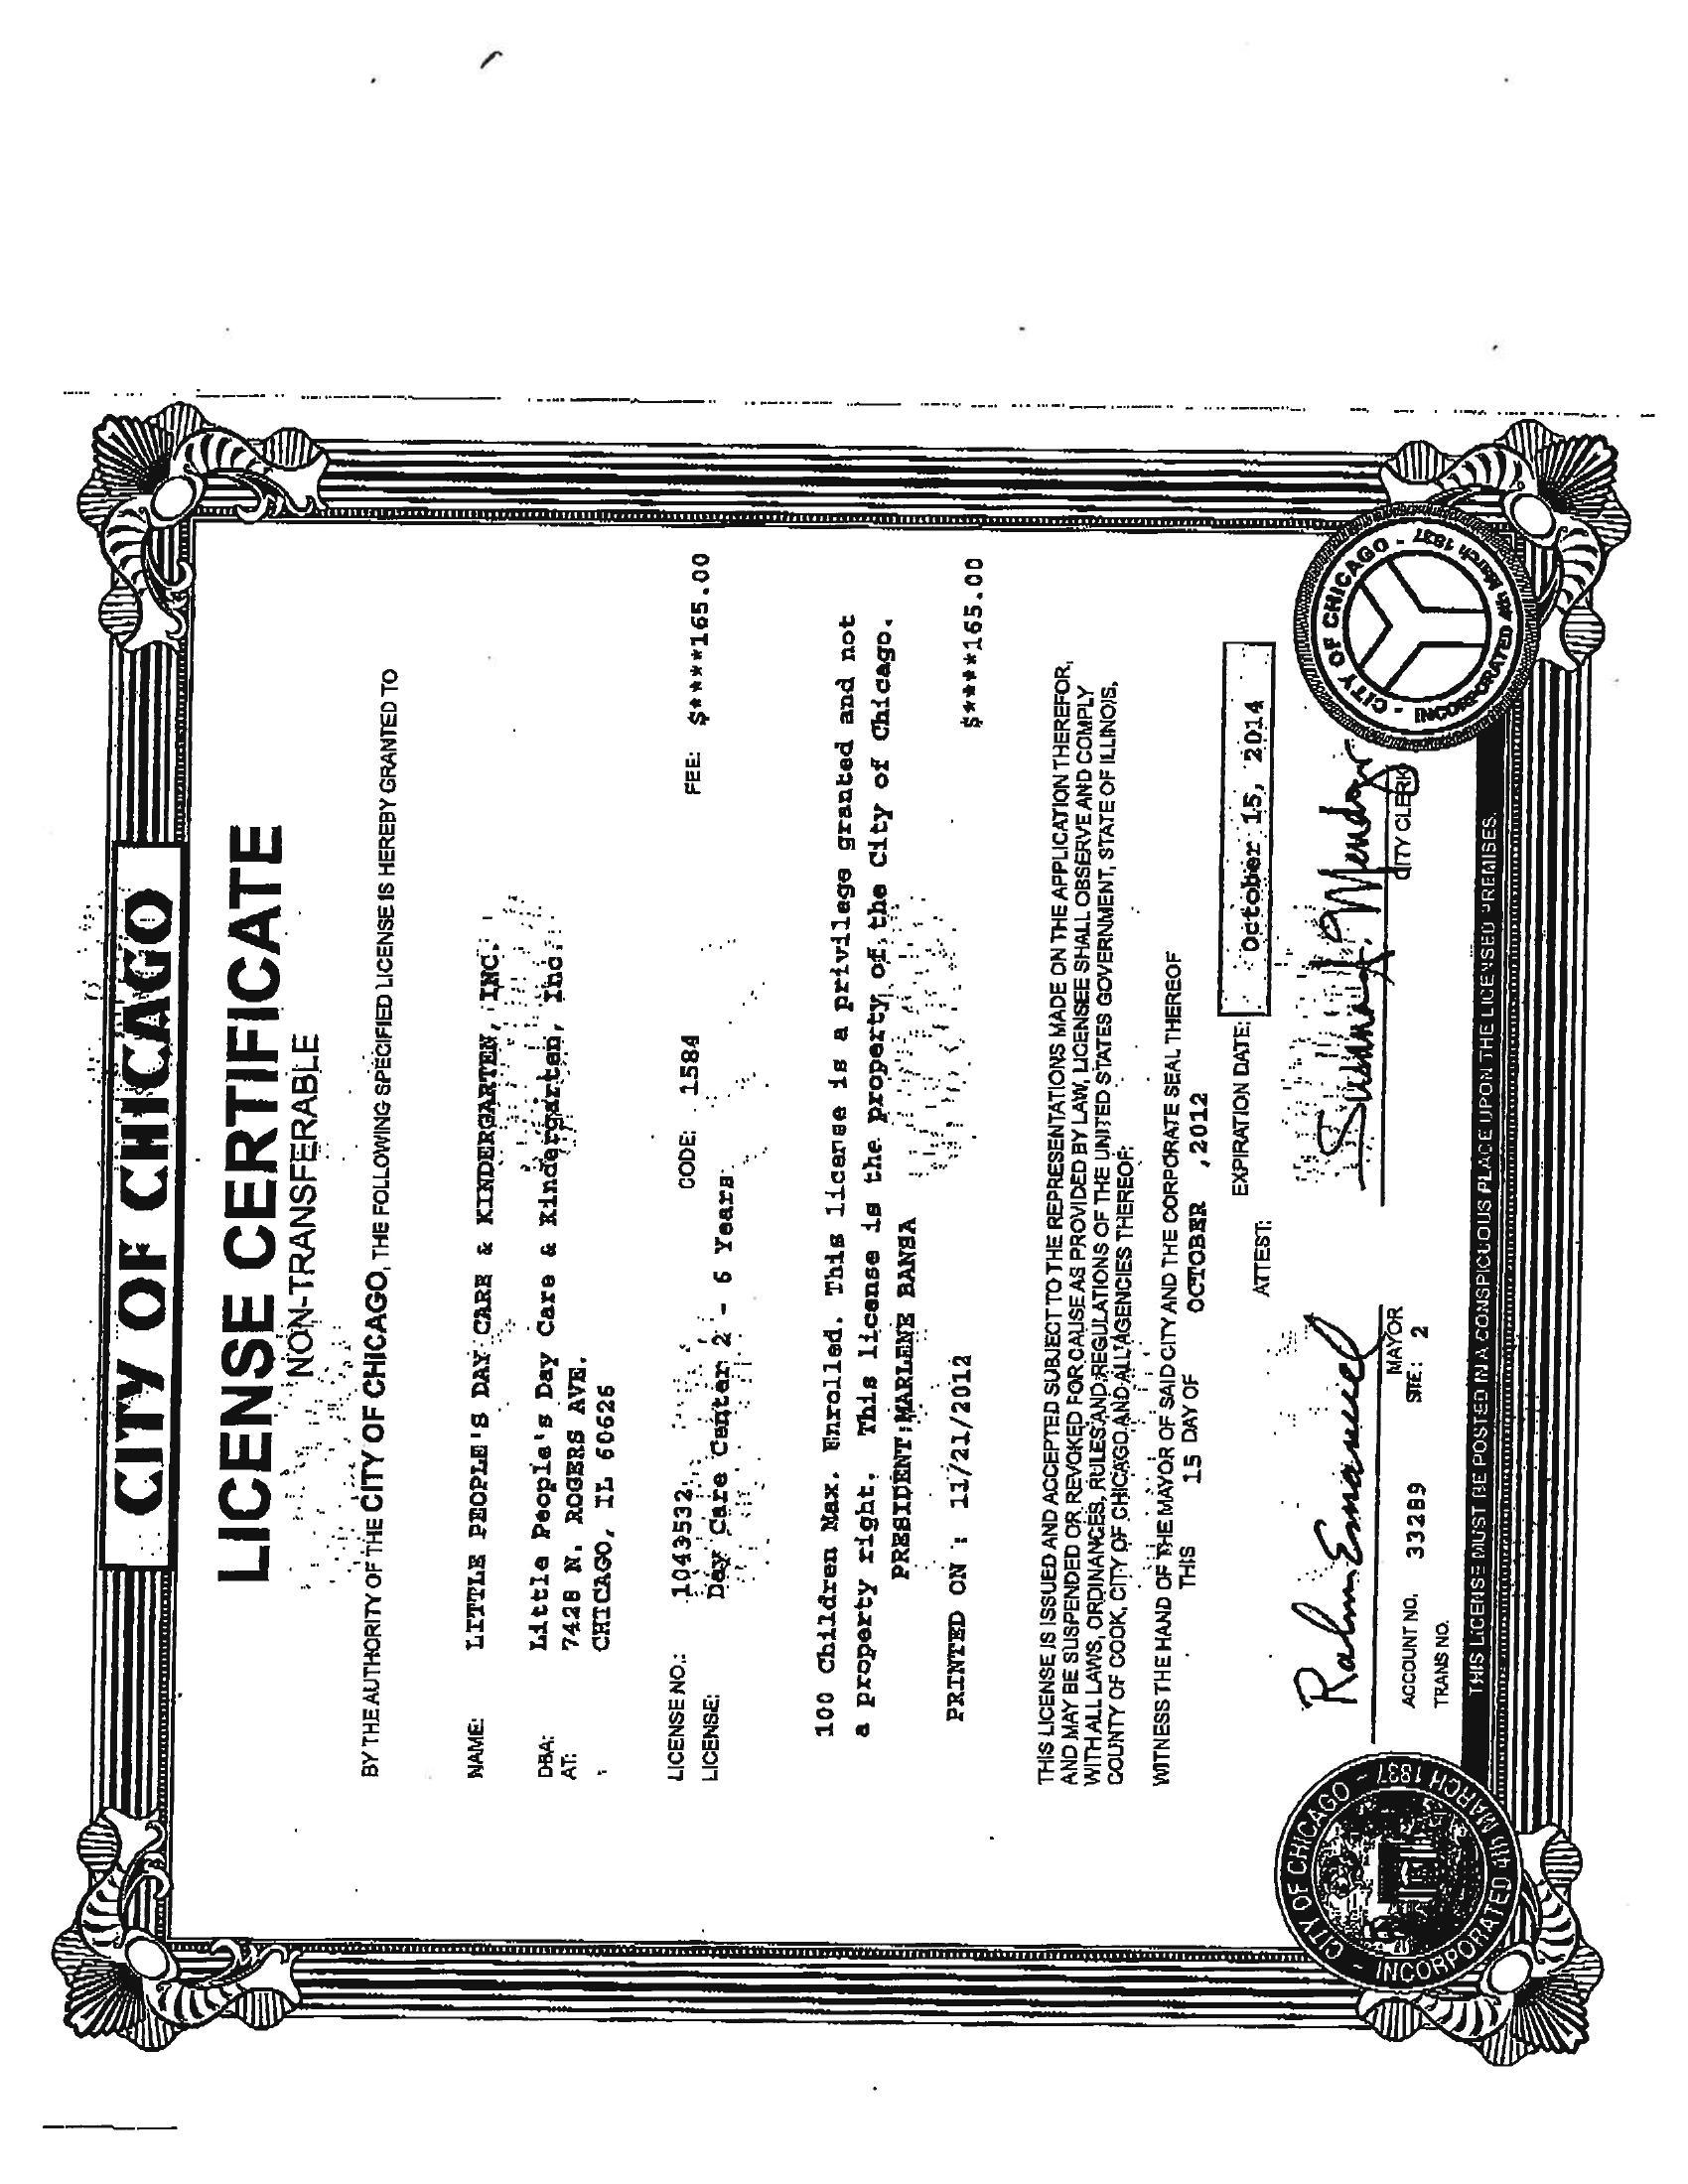 CITY OF CHICAGO
LICENSE CERTIFICATE
NON-TRANSFERABLE
BY THE AUTHORITY OF THE CITY OF CHICAGO, THE FOLLOWING SPECIFIED LICENSE IS HEREBY GRANTED TO
NAME: LITTLE PEOPLE'S DAY CARE & KINDERGARTEN, INC.
DBA: Little People's Day Care & Kindergarten, Inc.
AT: 7428 N. ROGERS AVE.
CHICAGO, IL 60626
LICENSE NO.: 1043532 CODE: 1584 FEE: $*****165.00
LICENSE: Day Care Center 2 - 6 Years
100 Children Max. Enrolled. This license is a privilege granted and not
a property right. This license is the property of the City of Chicago.
PRESIDENT: MARLENE BANSA
PRINTED ON : 11/21/2012 $*****165.00
THIS LICENSE IS ISSUED AND ACCEPTED SUBJECT TO THE REPRESENTATIONS MADE ON THE APPLICATION THEREFOR,
AND MAY BE SUSPENDED OR REVOKED FOR CAUSE AS PROVIDED BY LAW, LICENSEE SHALL OBSERVE AND COMPLY
WITH ALL LAWS, ORDINANCES, RULES AND REGULATIONS OF THE UNITED STATES GOVERNMENT, STATE OF ILLINOIS,
COUNTY OF COOK, CITY OF CHICAGO AND ALL AGENCIES THEREOF.
WITNESS THE HAND OF THE MAYOR OF SAID CITY AND THE CORPORATE SEAL THEREOF
THIS 15 DAY OF OCTOBER ,2012
EXPIRATION DATE: October 15, 2014
ATTEST:
Rahm Emanuel Susana A. Mendoza
MAYOR CITY CLERK
ACCOUNT NO. 33289 SITE: 2
TRANS NO.
THIS LICENSE MUST BE POSTED IN A CONSPICUOUS PLACE UPON THE LICENSED PREMISES.
CITY OF CHICAGO - INCORPORATED 4th MARCH 1837
CITY OF CHICAGO - INCORPORATED 4th March 1837